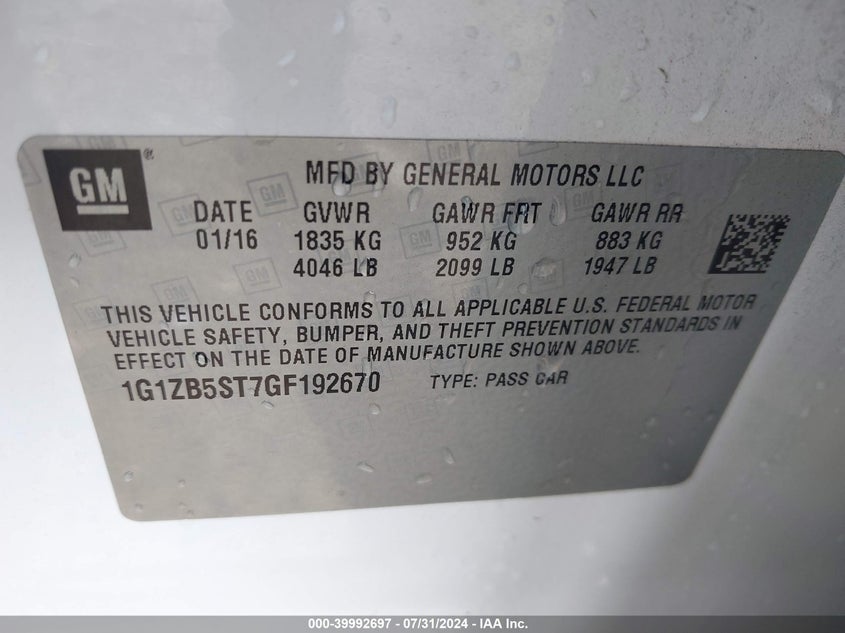 GM ®
MFD BY GENERAL MOTORS LLC
DATE GVWR GAWR FRT GAWR RR
01/16 1835 KG 952 KG 883 KG
4046 LB 2099 LB 1947 LB
THIS VEHICLE CONFORMS TO ALL APPLICABLE U.S. FEDERAL MOTOR
VEHICLE SAFETY, BUMPER, AND THEFT PREVENTION STANDARDS IN
EFFECT ON THE DATE OF MANUFACTURE SHOWN ABOVE.
1G1ZB5ST7GF192670 TYPE: PASS CAR
000-39992697 - 07/31/2024 - IAA Inc.